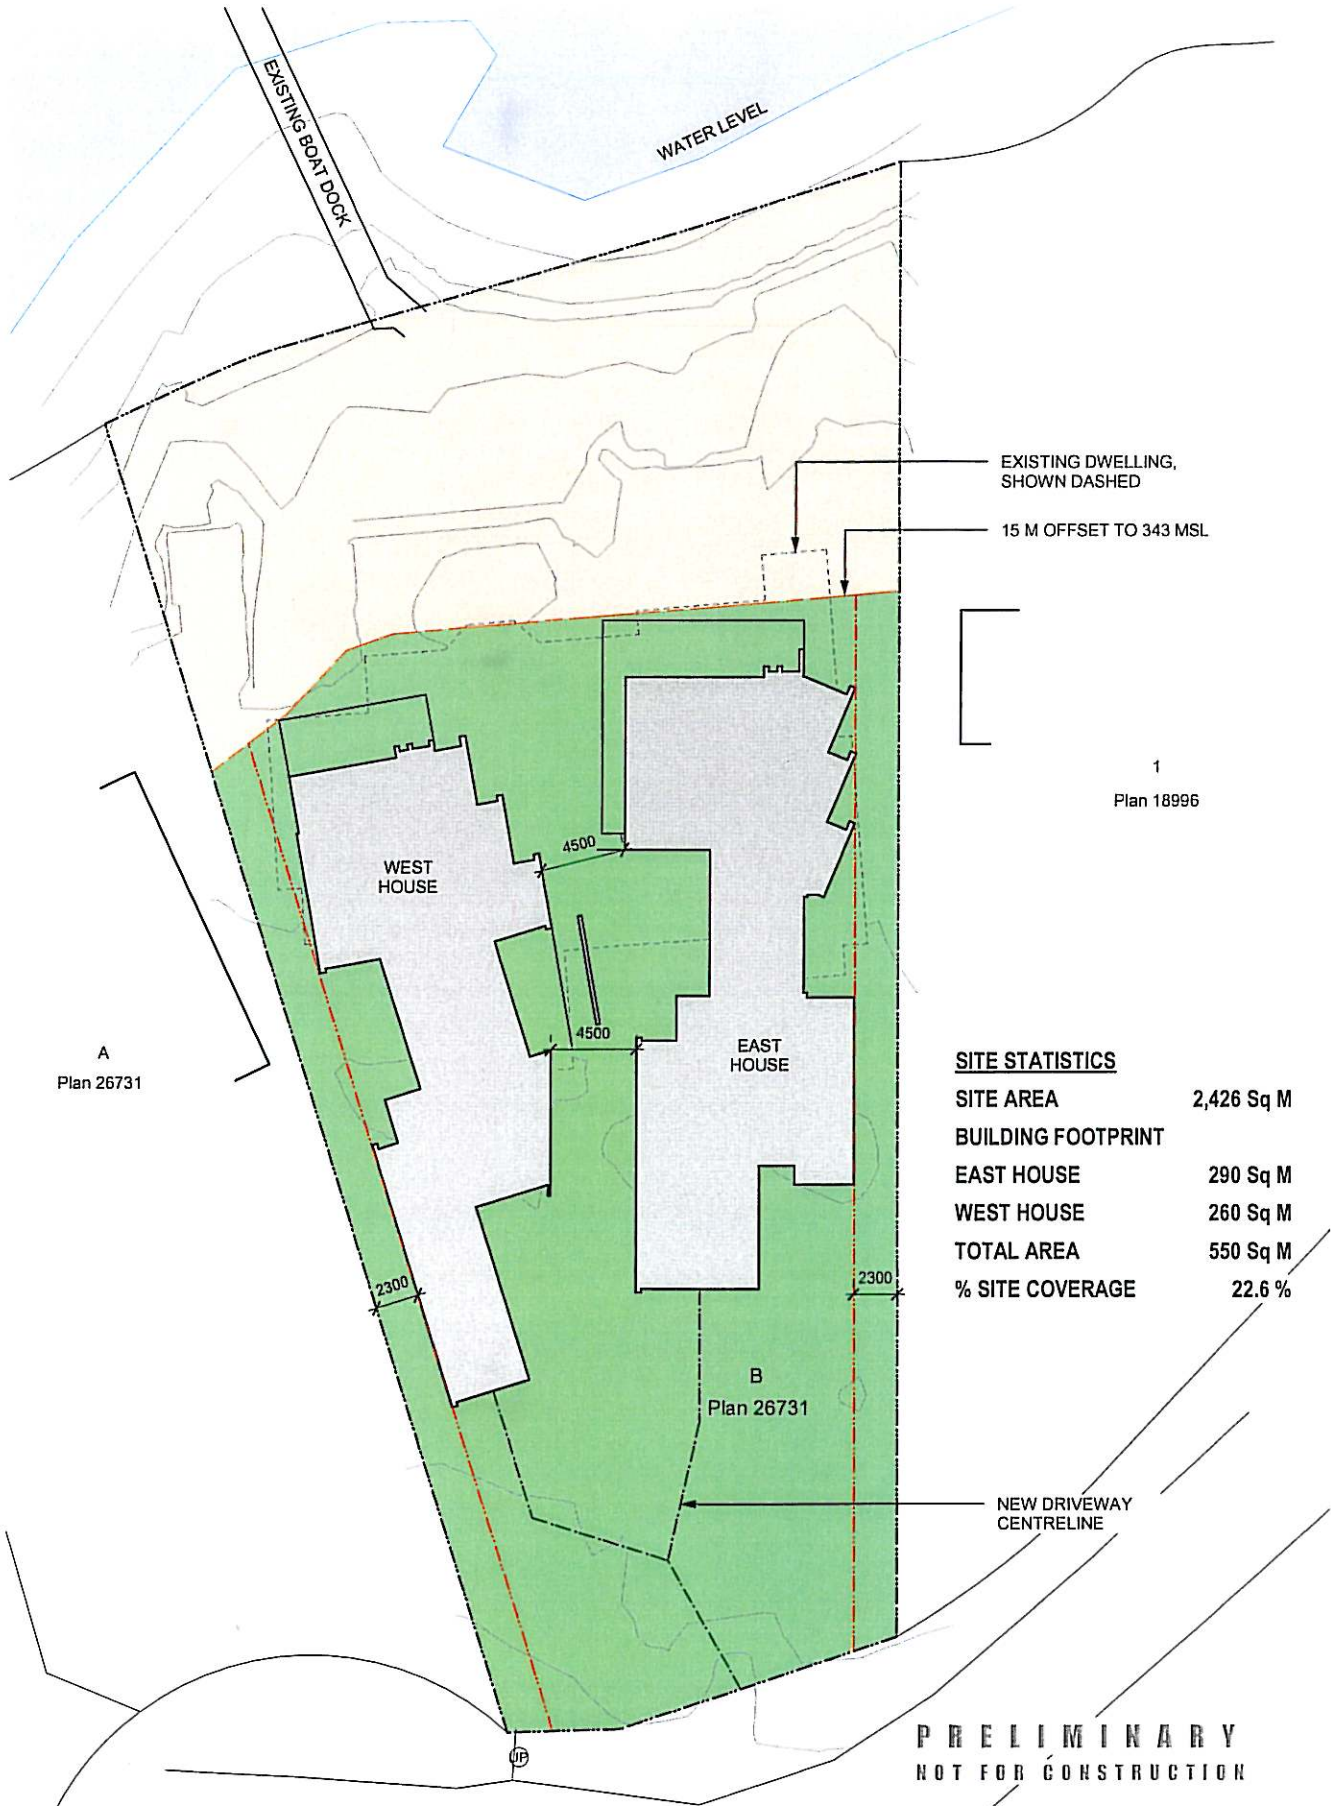 EXISTING BOAT DOCK
WATER LEVEL
EXISTING DWELLING,
SHOWN DASHED
15 M OFFSET TO 343 MSL
1
Plan 18996
4500
WEST
HOUSE
4500
EAST
HOUSE
A
Plan 26731
SITE STATISTICS
SITE AREA 2,426 Sq M
BUILDING FOOTPRINT
EAST HOUSE 290 Sq M
WEST HOUSE 260 Sq M
TOTAL AREA 550 Sq M
% SITE COVERAGE 22.6 %
2300
2300
B
Plan 26731
NEW DRIVEWAY
CENTRELINE
UP
PRELIMINARY
NOT FOR CONSTRUCTION